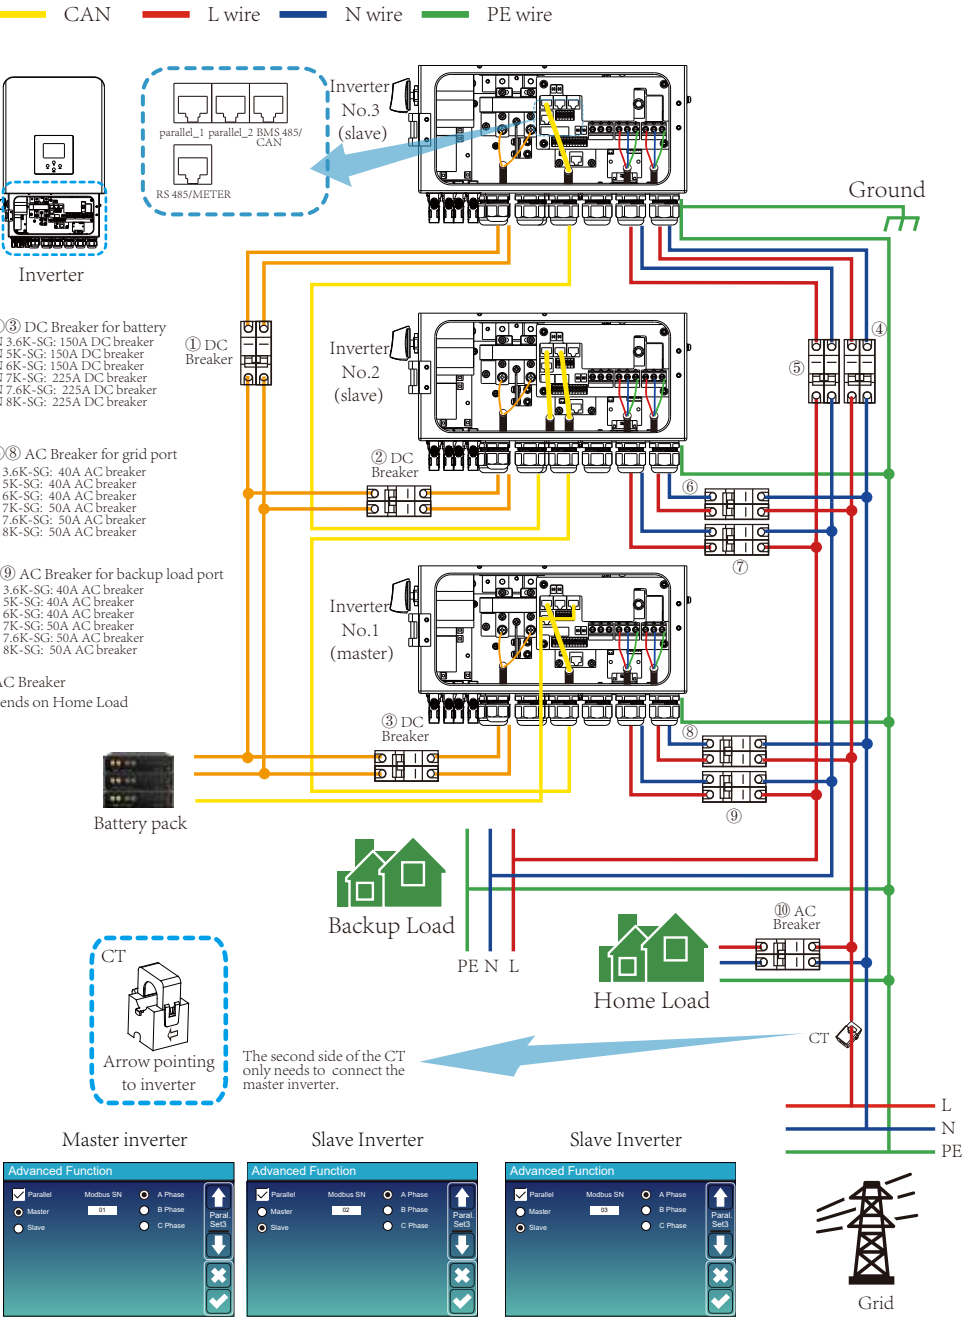 CAN L wire N wire PE wire
parallel_1 parallel_2 BMS 485/
CAN
RS 485/METER
Inverter
No.3
(slave)
Ground
Inverter
③ DC Breaker for battery
3.6K-SG: 150A DC breaker
5K-SG: 150A DC breaker
6K-SG: 150A DC breaker
7K-SG: 225A DC breaker
7.6K-SG: 225A DC breaker
8K-SG: 225A DC breaker
① DC
Breaker
Inverter
No.2
(slave)
④
⑤
⑧ AC Breaker for grid port
3.6K-SG: 40A AC breaker
5K-SG: 40A AC breaker
6K-SG: 40A AC breaker
7K-SG: 50A AC breaker
7.6K-SG: 50A AC breaker
8K-SG: 50A AC breaker
② DC
Breaker
⑥
⑦
⑨ AC Breaker for backup load port
3.6K-SG: 40A AC breaker
5K-SG: 40A AC breaker
6K-SG: 40A AC breaker
7K-SG: 50A AC breaker
7.6K-SG: 50A AC breaker
8K-SG: 50A AC breaker
Inverter
No.1
(master)
AC Breaker
ends on Home Load
③ DC
Breaker
⑧
⑨
Battery pack
Backup Load
PE N L
⑩ AC
Breaker
Home Load
CT
Arrow pointing
to inverter
The second side of the CT
only needs to connect the
master inverter.
CT
L
N
PE
Grid
Master inverter
Advanced Function
Parallel Modbus SN A Phase
Master 01 B Phase
Slave C Phase
Paral.
Set3
Slave Inverter
Advanced Function
Parallel Modbus SN A Phase
Master 02 B Phase
Slave C Phase
Paral.
Set3
Slave Inverter
Advanced Function
Parallel Modbus SN A Phase
Master 03 B Phase
Slave C Phase
Paral.
Set3